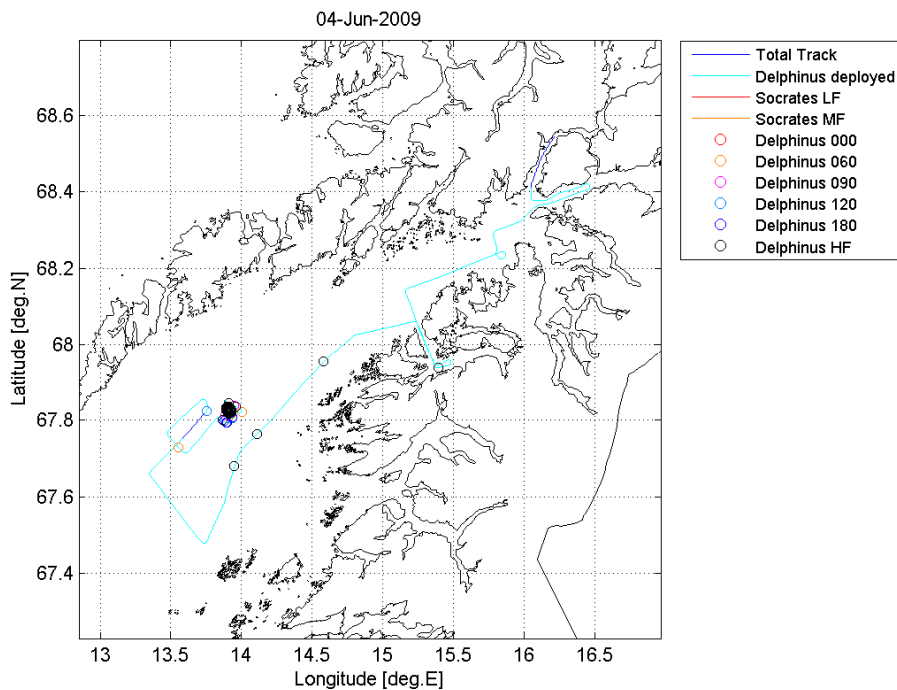 04-Jun-2009
Total Track
Delphinus deployed
Socrates LF
Socrates MF
Delphinus 000
Delphinus 060
Delphinus 090
Delphinus 120
Delphinus 180
Delphinus HF
68.6
68.4
68.2
68
67.8
67.6
67.4
Latitude [deg.N]
13 13.5 14 14.5 15 15.5 16 16.5
Longitude [deg.E]